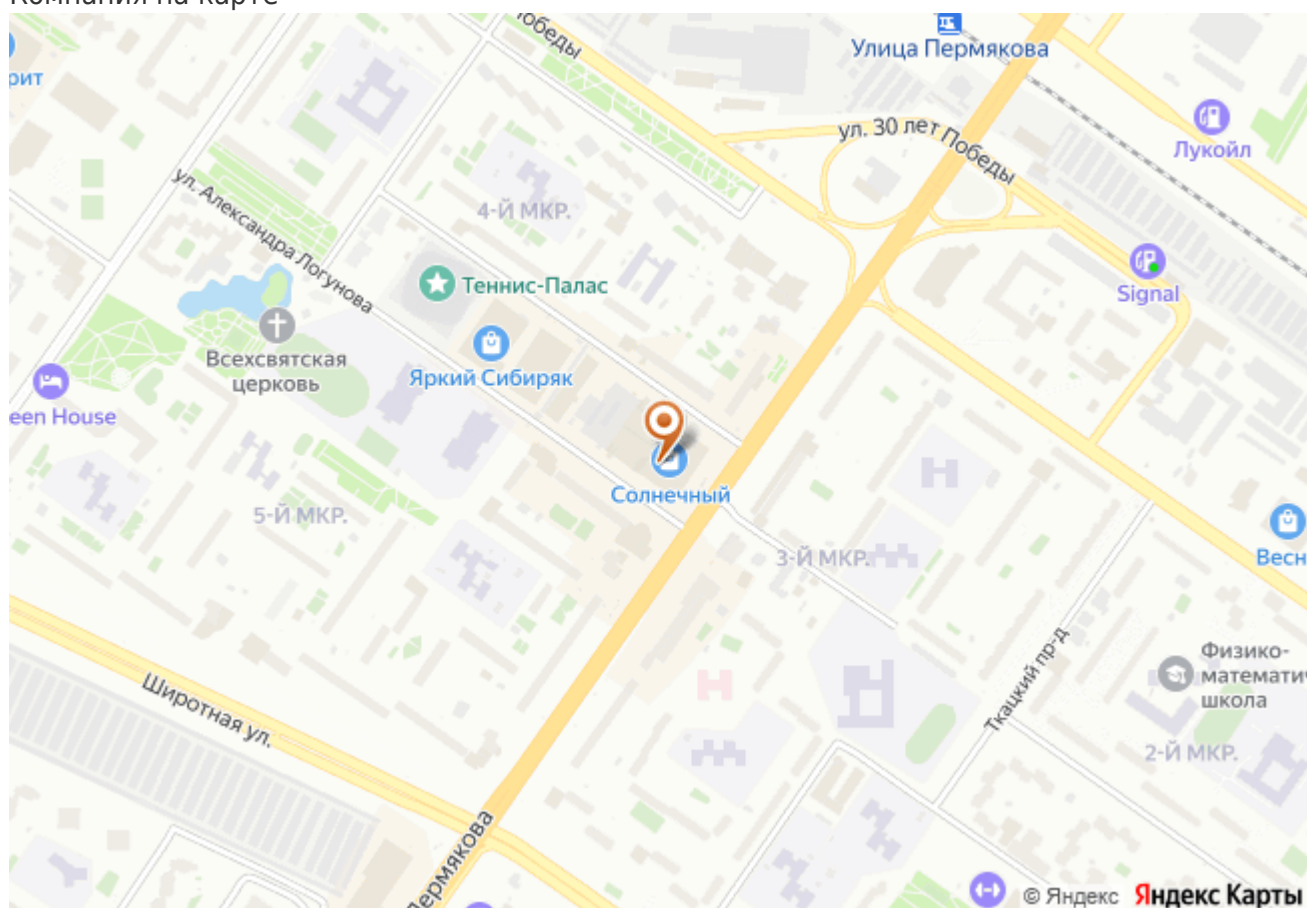 Компания на карте
Победы
Улица Пермякова
рит
ул. 30 лет Победы
Лукойл
ул. Александра Логунова
4-Й МКР.
Теннис-Палас
Signal
Всехсвятская
церковь
Яркий Сибиряк
een House
Солнечный
5-Й МКР.
3-Й МКР.
Весн
Физико-
математич
школа
Ткацкий пр-д
Широтная ул.
2-Й МКР.
Пермякова
© Яндекс Яндекс Карты